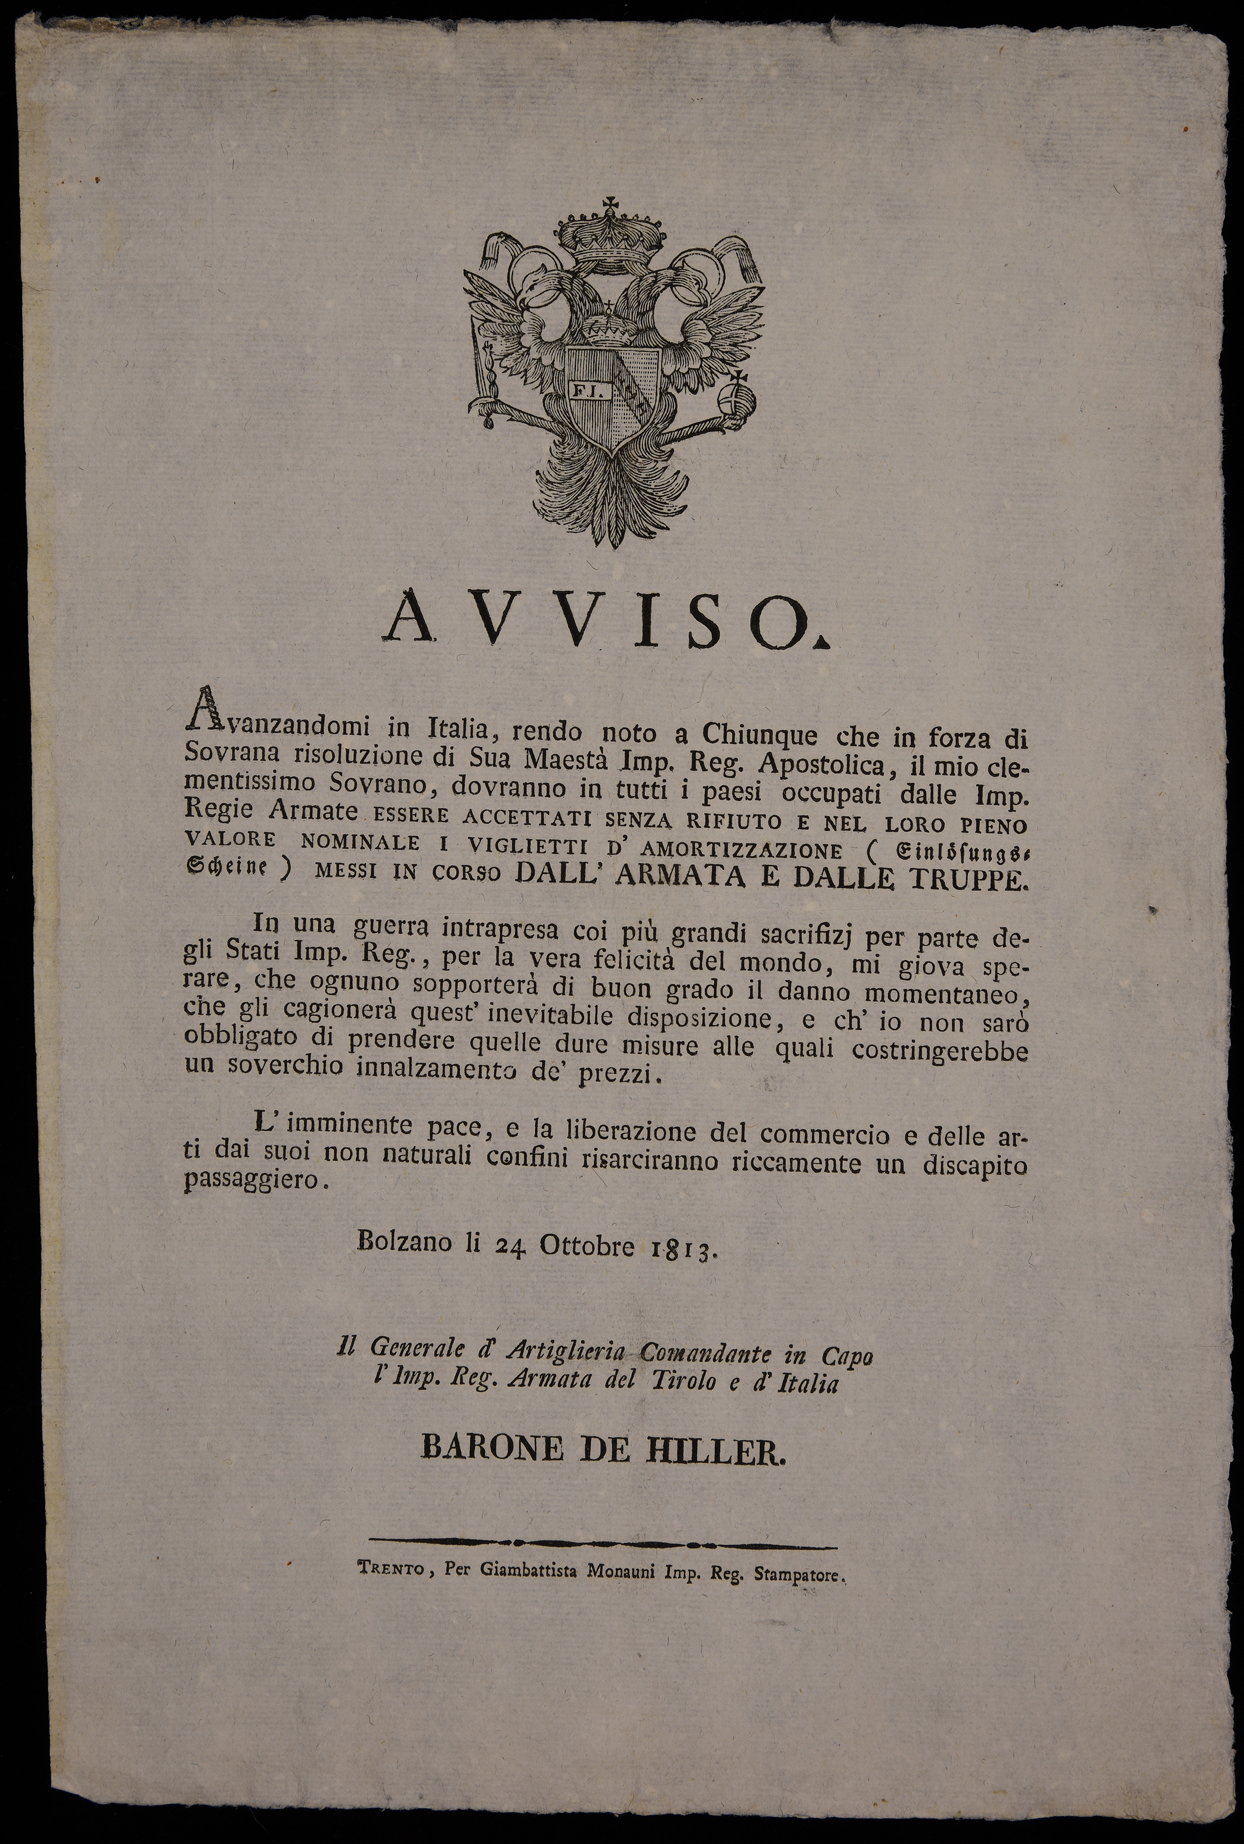 F.I.
AVVISO.
Avanzandomi in Italia, rendo noto a Chiunque che in forza di
Sovrana risoluzione di Sua Maestà Imp. Reg. Apostolica, il mio cle-
mentissimo Sovrano, dovranno in tutti i paesi occupati dalle Imp.
Regie Armate ESSERE ACCETTATI SENZA RIFIUTO E NEL LORO PIENO
VALORE NOMINALE I VIGLIETTI D' AMORTIZZAZIONE ( Einlösungs-
Scheine ) MESSI IN CORSO DALL' ARMATA E DALLE TRUPPE.
In una guerra intrapresa coi più grandi sacrifizj per parte de-
gli Stati Imp. Reg., per la vera felicità del mondo, mi giova spe-
rare, che ognuno sopporterà di buon grado il danno momentaneo,
che gli cagionerà quest' inevitabile disposizione, e ch' io non sarò
obbligato di prendere quelle dure misure alle quali costringerebbe
un soverchio innalzamento de' prezzi.
L' imminente pace, e la liberazione del commercio e delle ar-
ti dai suoi non naturali confini risarciranno riccamente un discapito
passaggiero.
Bolzano li 24 Ottobre 1813.
Il Generale d' Artiglieria Comandante in Capo
l' Imp. Reg. Armata del Tirolo e d' Italia
BARONE DE HILLER.
TRENTO, Per Giambattista Monauni Imp. Reg. Stampatore.